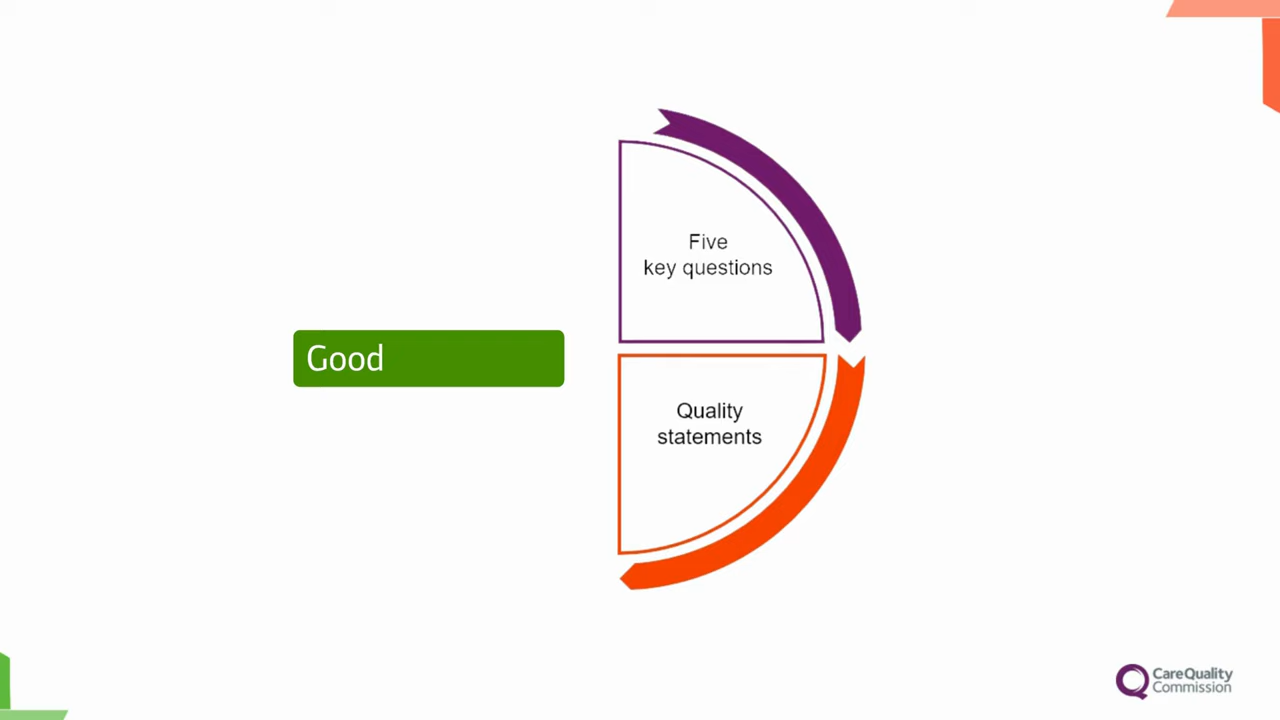 Five
key questions
Good
Quality
statements
CareQuality
Commission